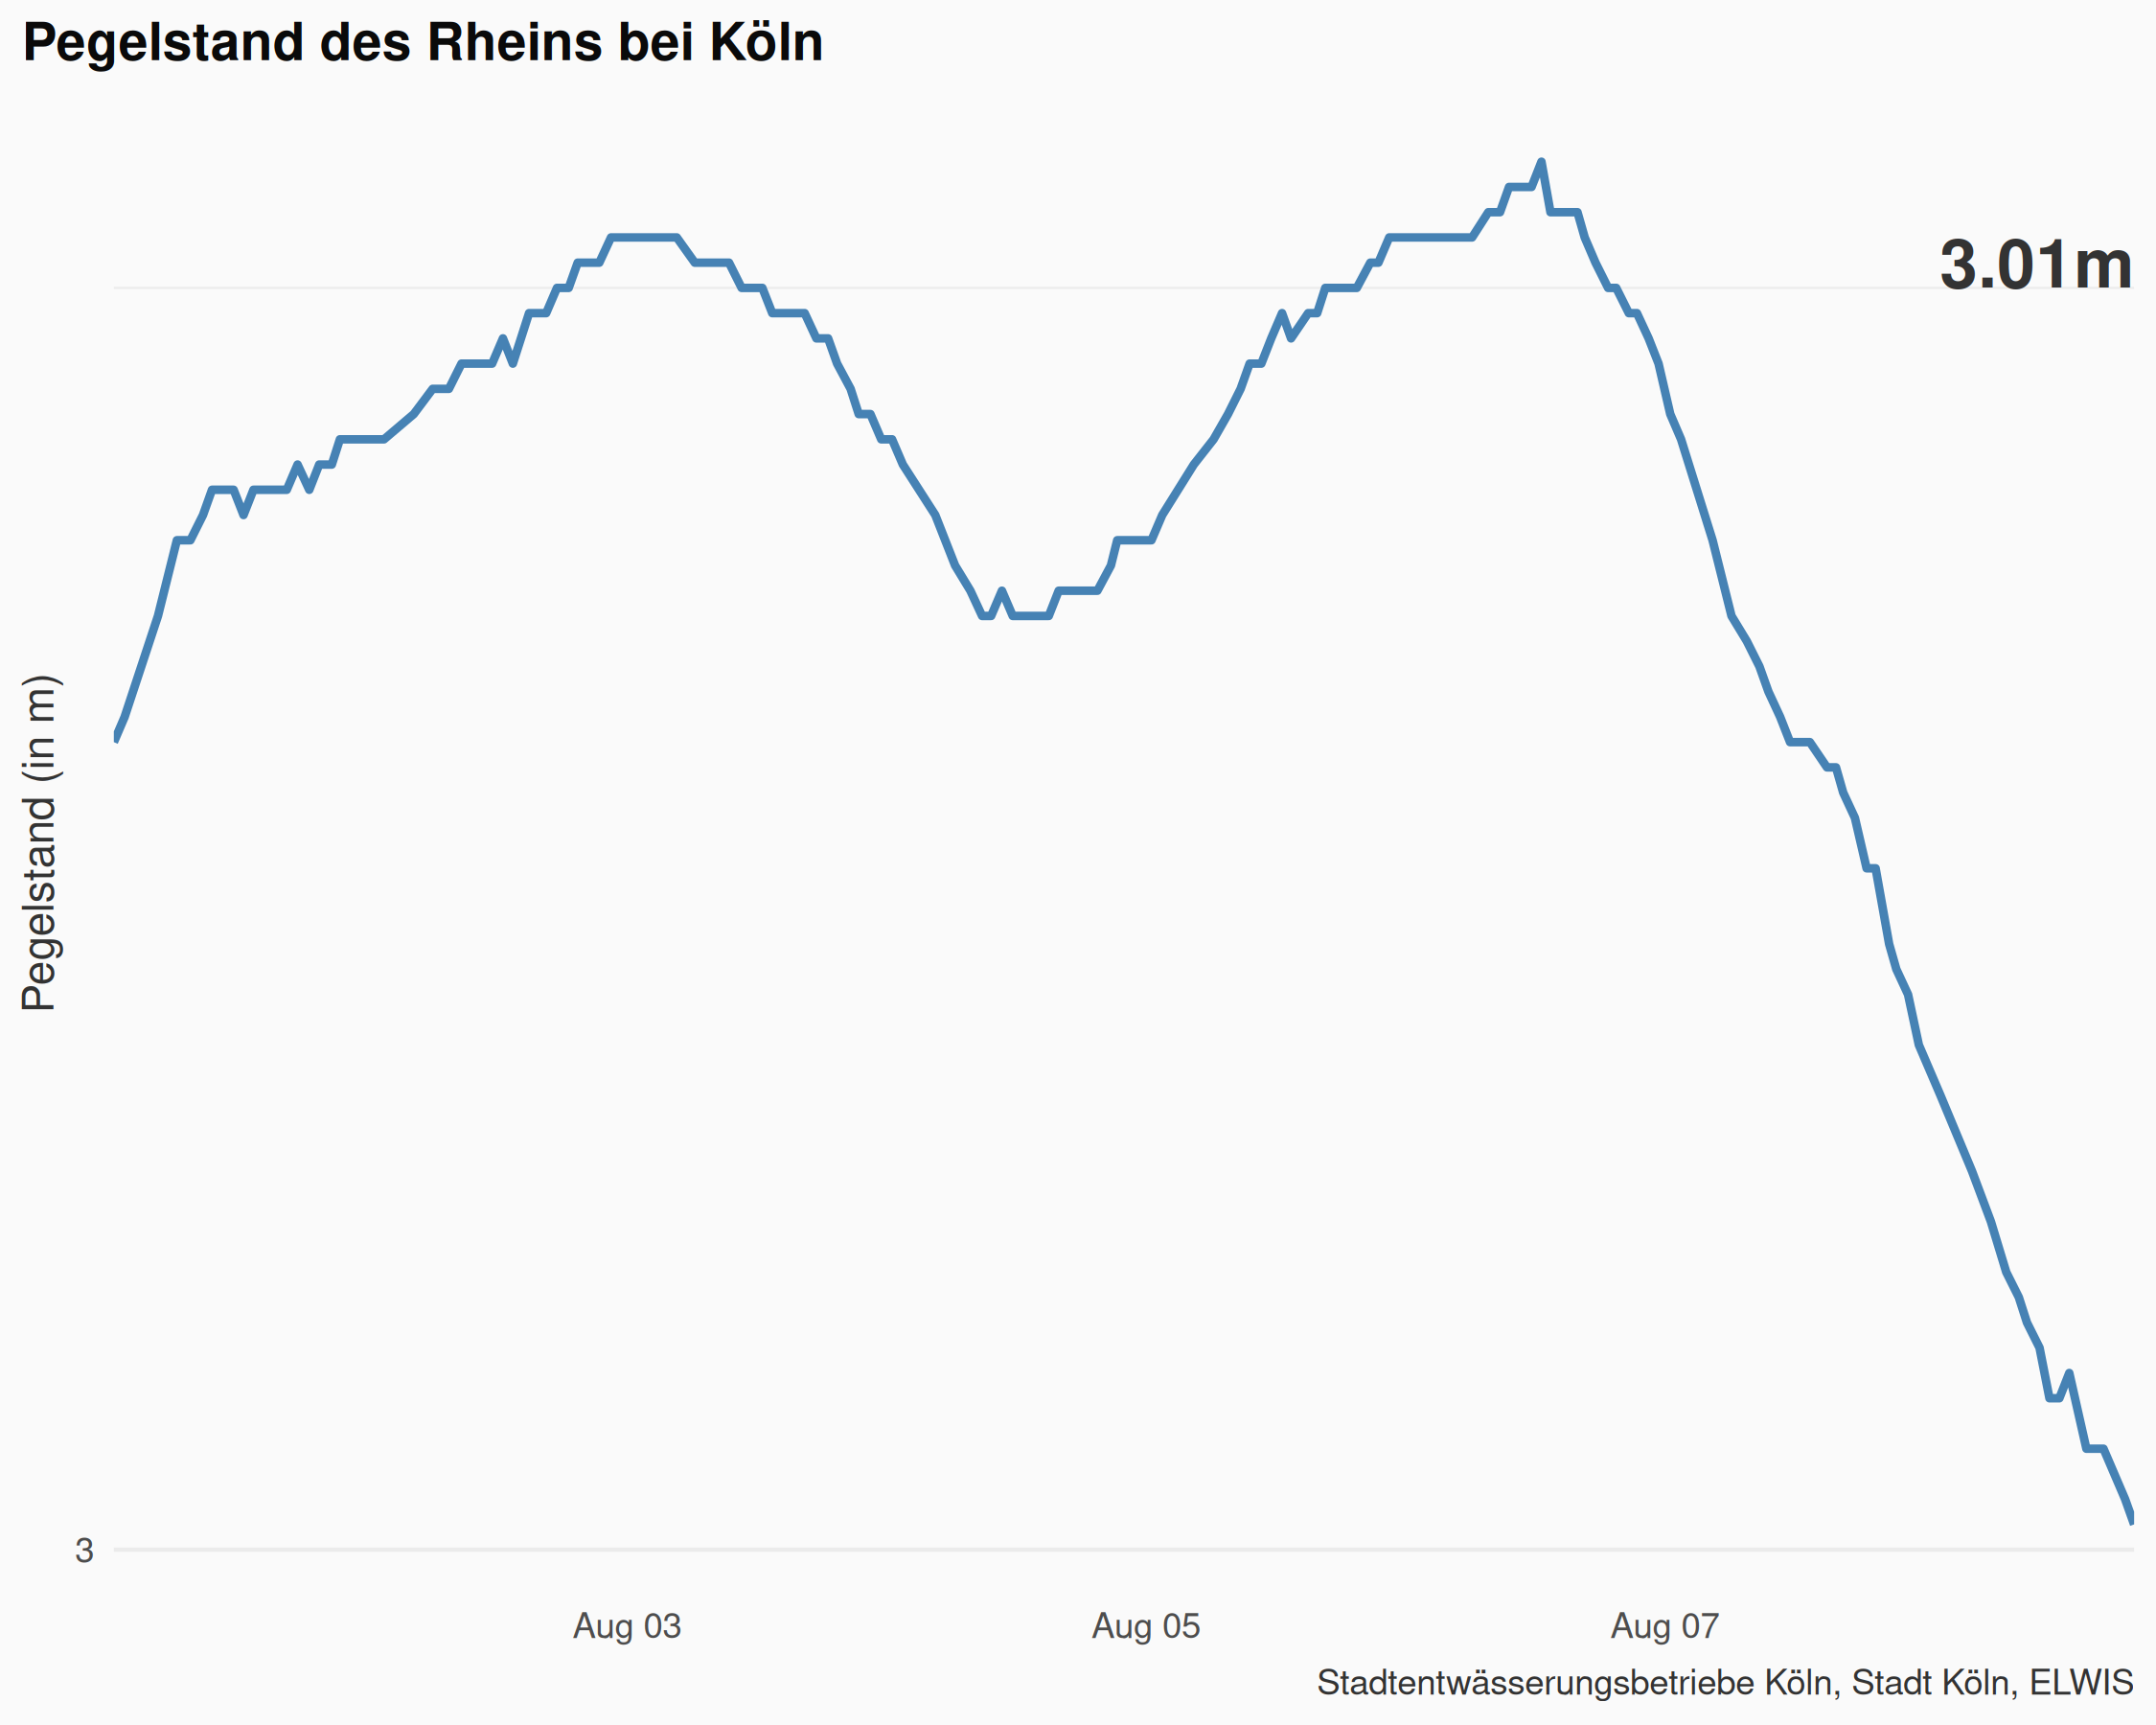 Pegelstand des Rheins bei Köln
3.01m
Pegelstand (in m)
3
Aug 03
Aug 05
Aug 07
Stadtentwässerungsbetriebe Köln, Stadt Köln, ELWIS